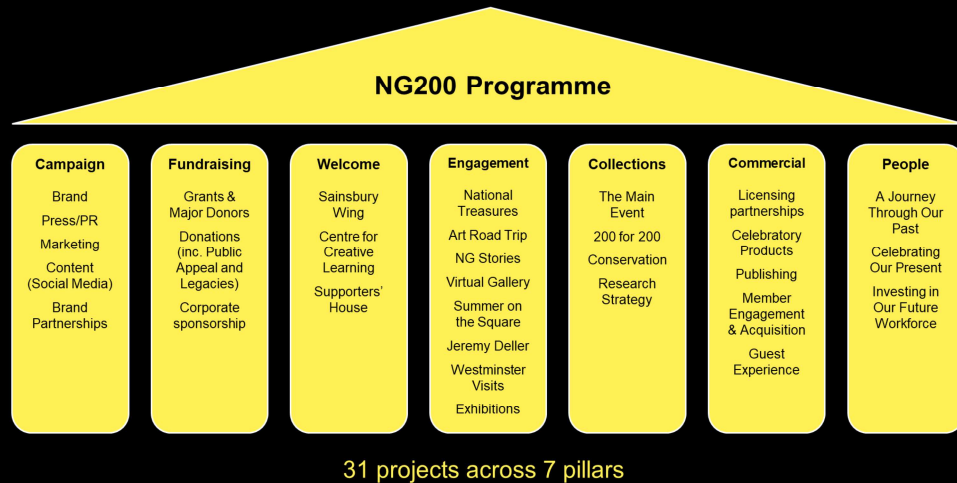 NG200 Programme
Campaign
Brand
Press/PR
Marketing
Content
(Social Media)
Brand
Partnerships
Fundraising
Grants &
Major Donors
Donations
(inc. Public
Appeal and
Legacies)
Corporate
sponsorship
Welcome
Sainsbury
Wing
Centre for
Creative
Learning
Supporters’
House
Engagement
National
Treasures
Art Road Trip
NG Stories
Virtual Gallery
Summer on
the Square
Jeremy Deller
Westminster
Visits
Exhibitions
Collections
The Main
Event
200 for 200
Conservation
Research
Strategy
Commercial
Licensing
partnerships
Celebratory
Products
Publishing
Member
Engagement
& Acquisition
Guest
Experience
People
A Journey
Through Our
Past
Celebrating
Our Present
Investing in
Our Future
Workforce
31 projects across 7 pillars